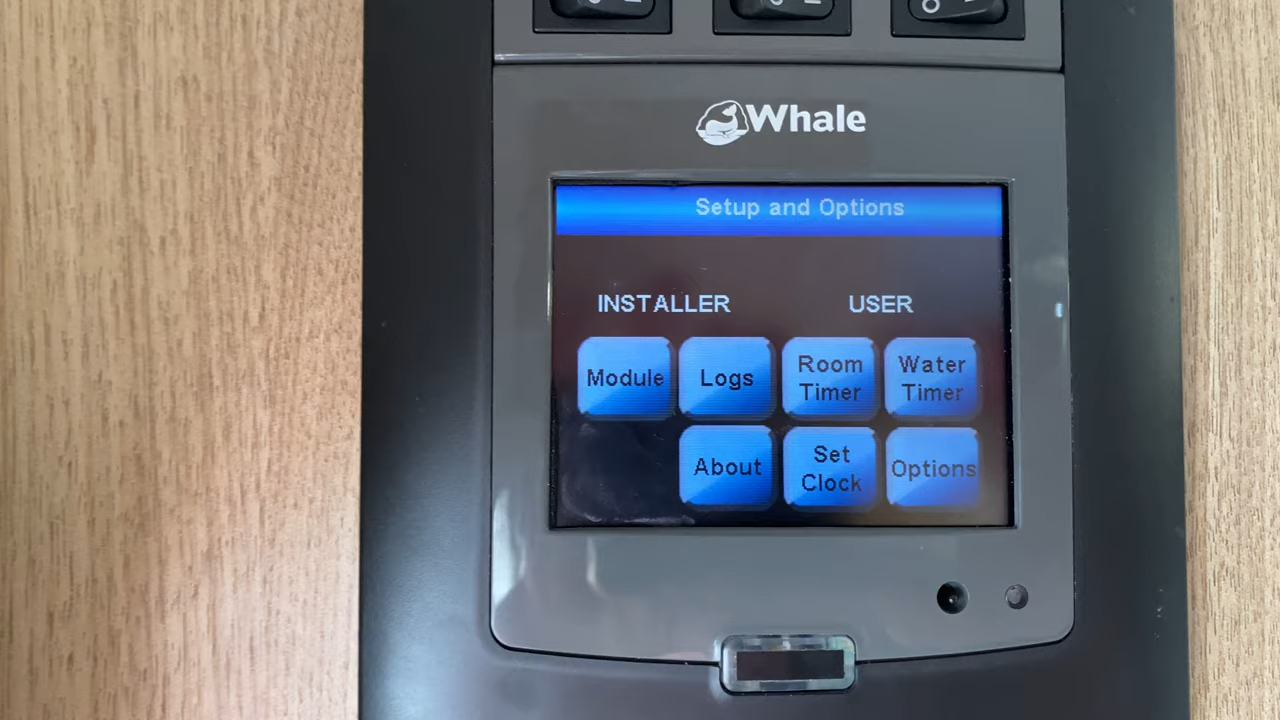 Whale
Setup and Options
INSTALLER USER
Module Logs Room Timer Water Timer
About Set Clock Options